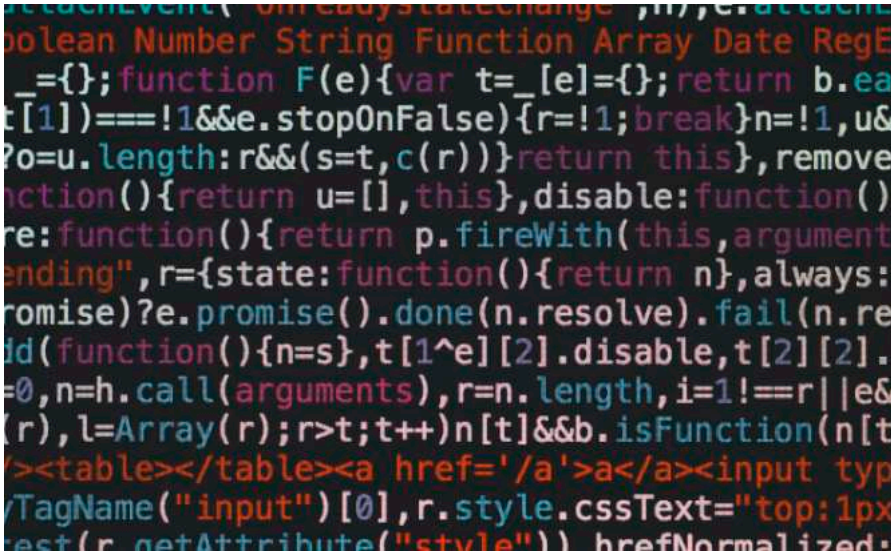 attachEvent("onreadystatechange",n),e.attachE
oolean Number String Function Array Date RegE
_={};function F(e){var t=_[e]={};return b.ea
t[1])===!1&&e.stopOnFalse){r=!1;break}n=!1,u&
?o=u.length:r&&(s=t,c(r))}return this},remove
nction(){return u=[],this},disable:function()
re:function(){return p.fireWith(this,argument
ending",r={state:function(){return n},always:
romise)?e.promise().done(n.resolve).fail(n.re
dd(function(){n=s},t[1^e][2].disable,t[2][2].
=0,n=h.call(arguments),r=n.length,i=1!==r||e&
(r),l=Array(r);r>t;t++)n[t]&&b.isFunction(n[t
/><table></table><a href='/a'>a</a><input typ
yTagName("input")[0],r.style.cssText="top:1px
test(r.getAttribute("style")),hrefNormalized: